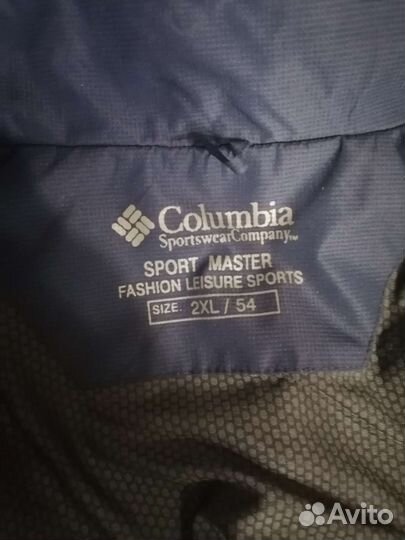 Columbia
SportswearCompany™
SPORT MASTER
FASHION LEISURE SPORTS
SIZE: 2XL / 54
Avito